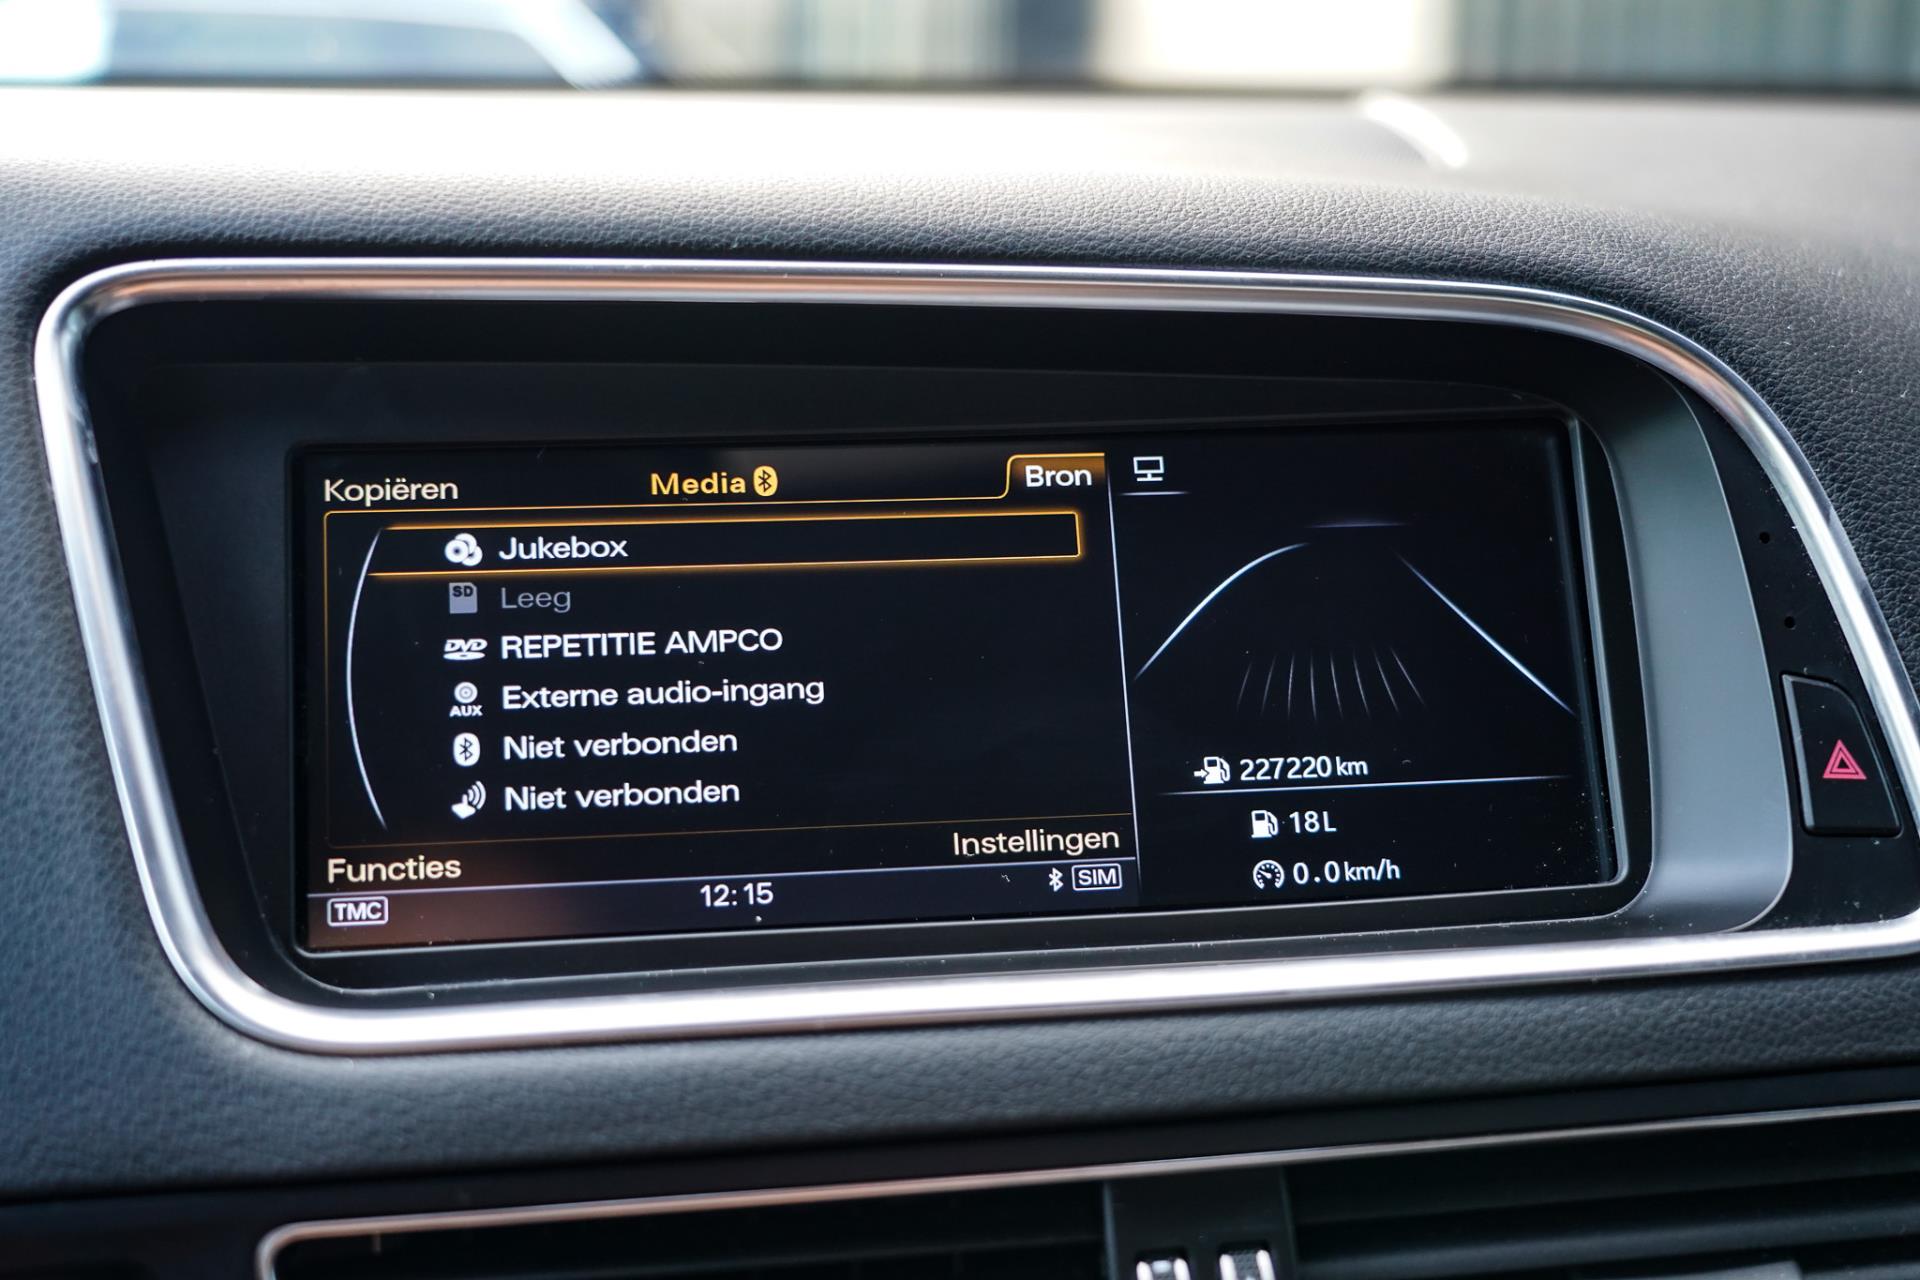 Kopiëren Media Bron
Jukebox
SD Leeg
DVD REPETITIE AMPCO
AUX Externe audio-ingang
Niet verbonden
Niet verbonden
Functies Instellingen
TMC 12:15 SIM
227220 km
18 L
0.0 km/h